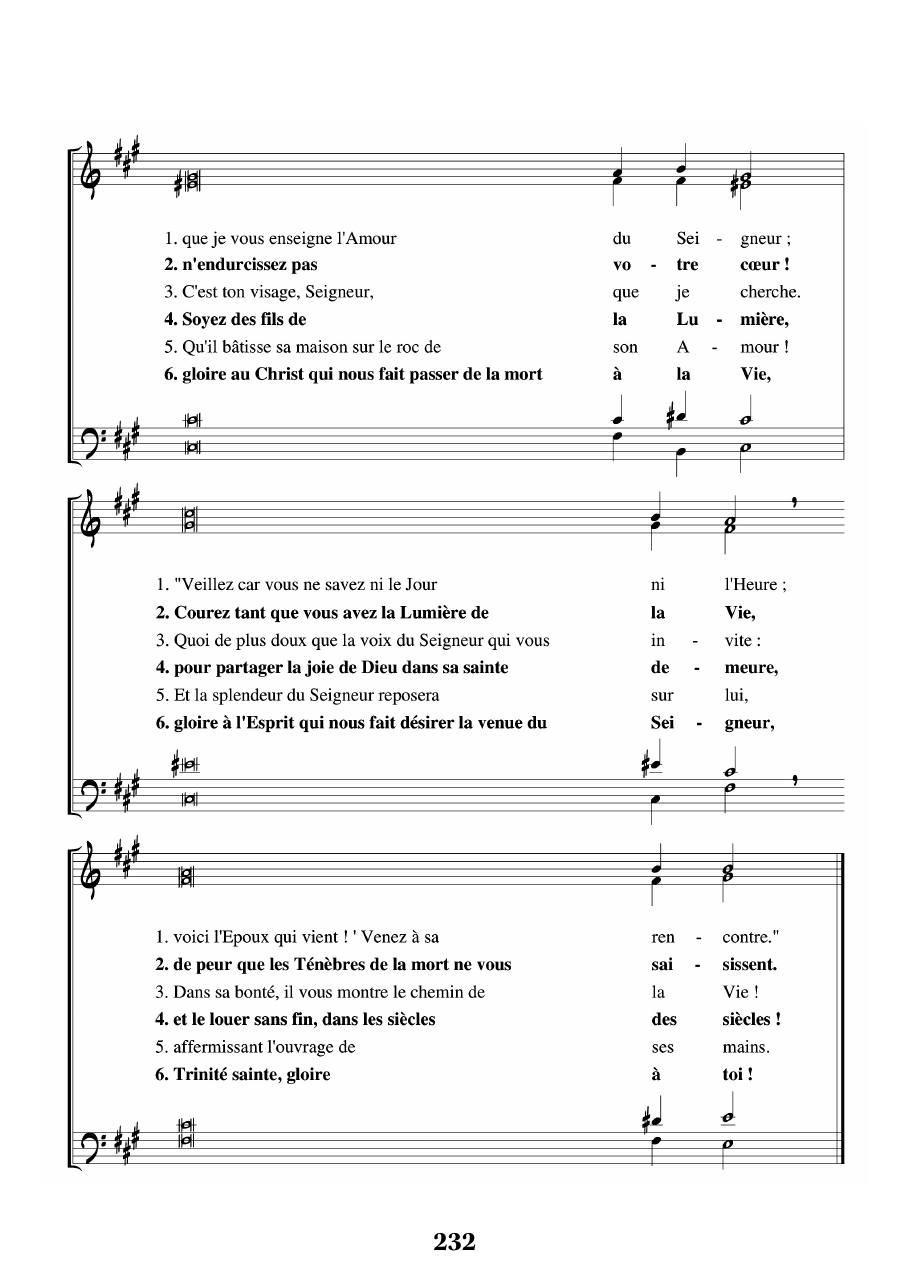 1. que je vous enseigne l'Amour du Sei - gneur ;
2. n'endurcissez pas vo - tre cœur !
3. C'est ton visage, Seigneur, que je cherche.
4. Soyez des fils de la Lu - mière,
5. Qu'il bâtisse sa maison sur le roc de son A - mour !
6. gloire au Christ qui nous fait passer de la mort à la Vie,
1. "Veillez car vous ne savez ni le Jour ni l'Heure ;
2. Courez tant que vous avez la Lumière de la Vie,
3. Quoi de plus doux que la voix du Seigneur qui vous in - vite :
4. pour partager la joie de Dieu dans sa sainte de - meure,
5. Et la splendeur du Seigneur reposera sur lui,
6. gloire à l'Esprit qui nous fait désirer la venue du Sei - gneur,
1. voici l'Epoux qui vient ! ' Venez à sa ren - contre."
2. de peur que les Ténèbres de la mort ne vous sai - sissent.
3. Dans sa bonté, il vous montre le chemin de la Vie !
4. et le louer sans fin, dans les siècles des siècles !
5. affermissant l'ouvrage de ses mains.
6. Trinité sainte, gloire à toi !
232